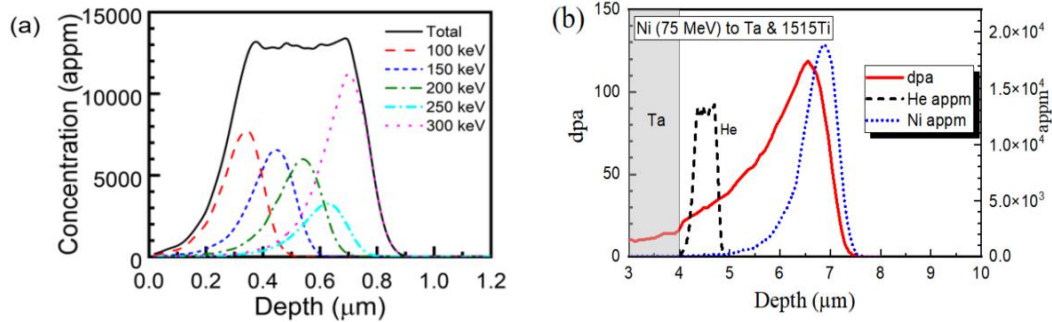 (a)
Concentration (appm)
15000
10000
5000
0
Total
100 keV
150 keV
200 keV
250 keV
300 keV
0.0 0.2 0.4 0.6 0.8 1.0 1.2
Depth (μm)
(b)
dpa
150
100
50
0
Ni (75 MeV) to Ta & 1515Ti
Ta
He
dpa
He appm
Ni appm
2.0×10⁴
1.5×10⁴
1.0×10⁴
5.0×10³
0.0
appm
3 4 5 6 7 8 9 10
Depth (µm)